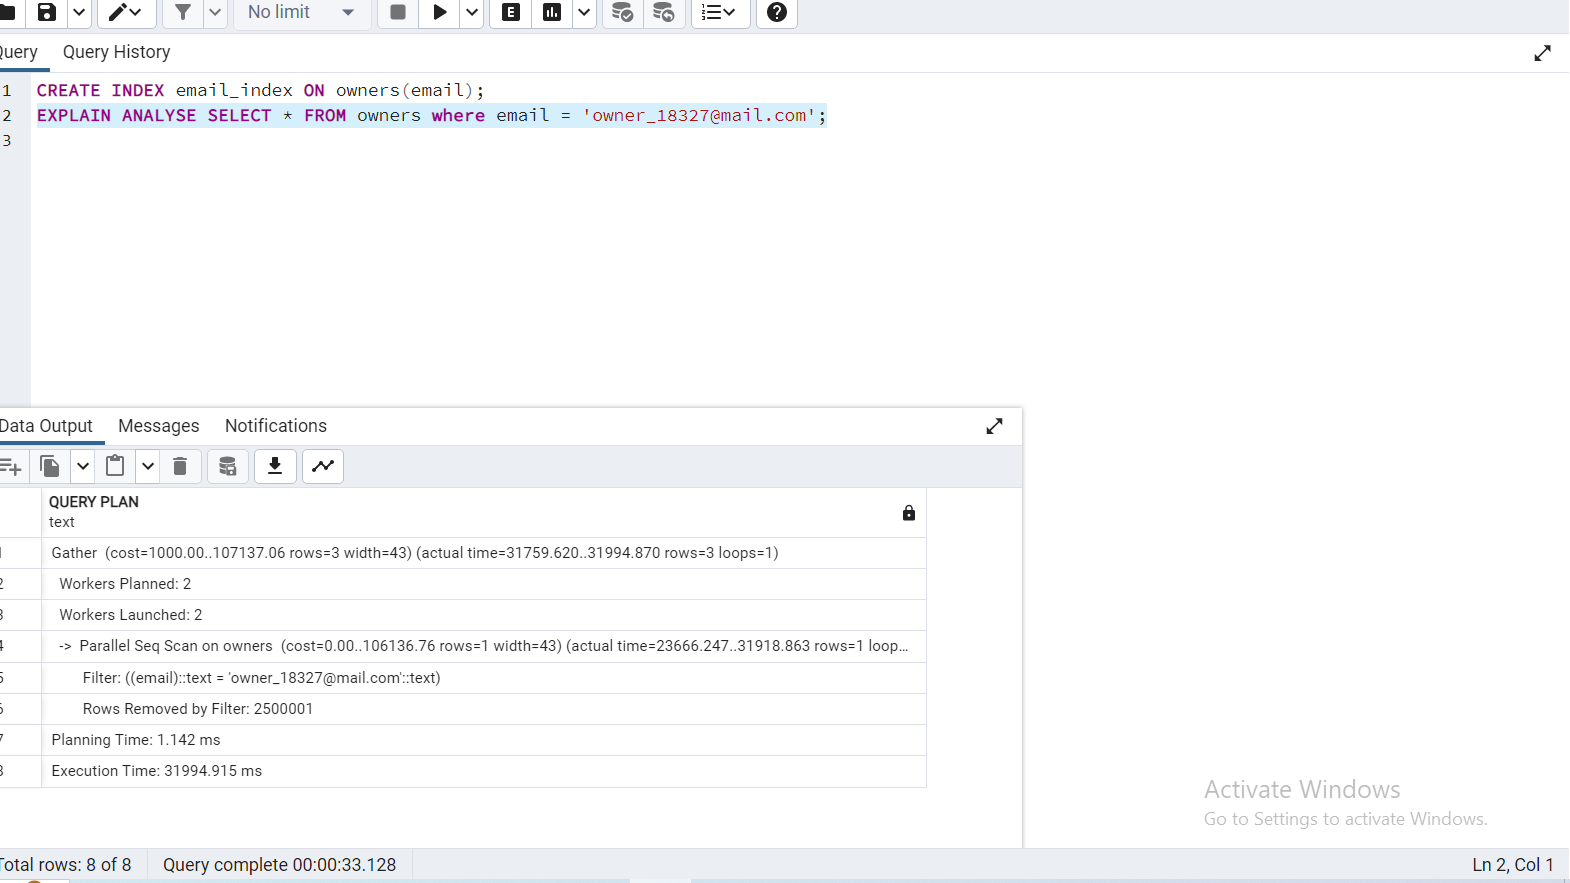 No limit
Query Query History
1 CREATE INDEX email_index ON owners(email);
2 EXPLAIN ANALYSE SELECT * FROM owners where email = 'owner_18327@mail.com';
3
Data Output Messages Notifications
QUERY PLAN
text
1 Gather (cost=1000.00..107137.06 rows=3 width=43) (actual time=31759.620..31994.870 rows=3 loops=1)
2 Workers Planned: 2
3 Workers Launched: 2
4 -> Parallel Seq Scan on owners (cost=0.00..106136.76 rows=1 width=43) (actual time=23666.247..31918.863 rows=1 loop...
5 Filter: ((email)::text = 'owner_18327@mail.com'::text)
6 Rows Removed by Filter: 2500001
7 Planning Time: 1.142 ms
8 Execution Time: 31994.915 ms
Activate Windows
Go to Settings to activate Windows.
Total rows: 8 of 8 Query complete 00:00:33.128 Ln 2, Col 1